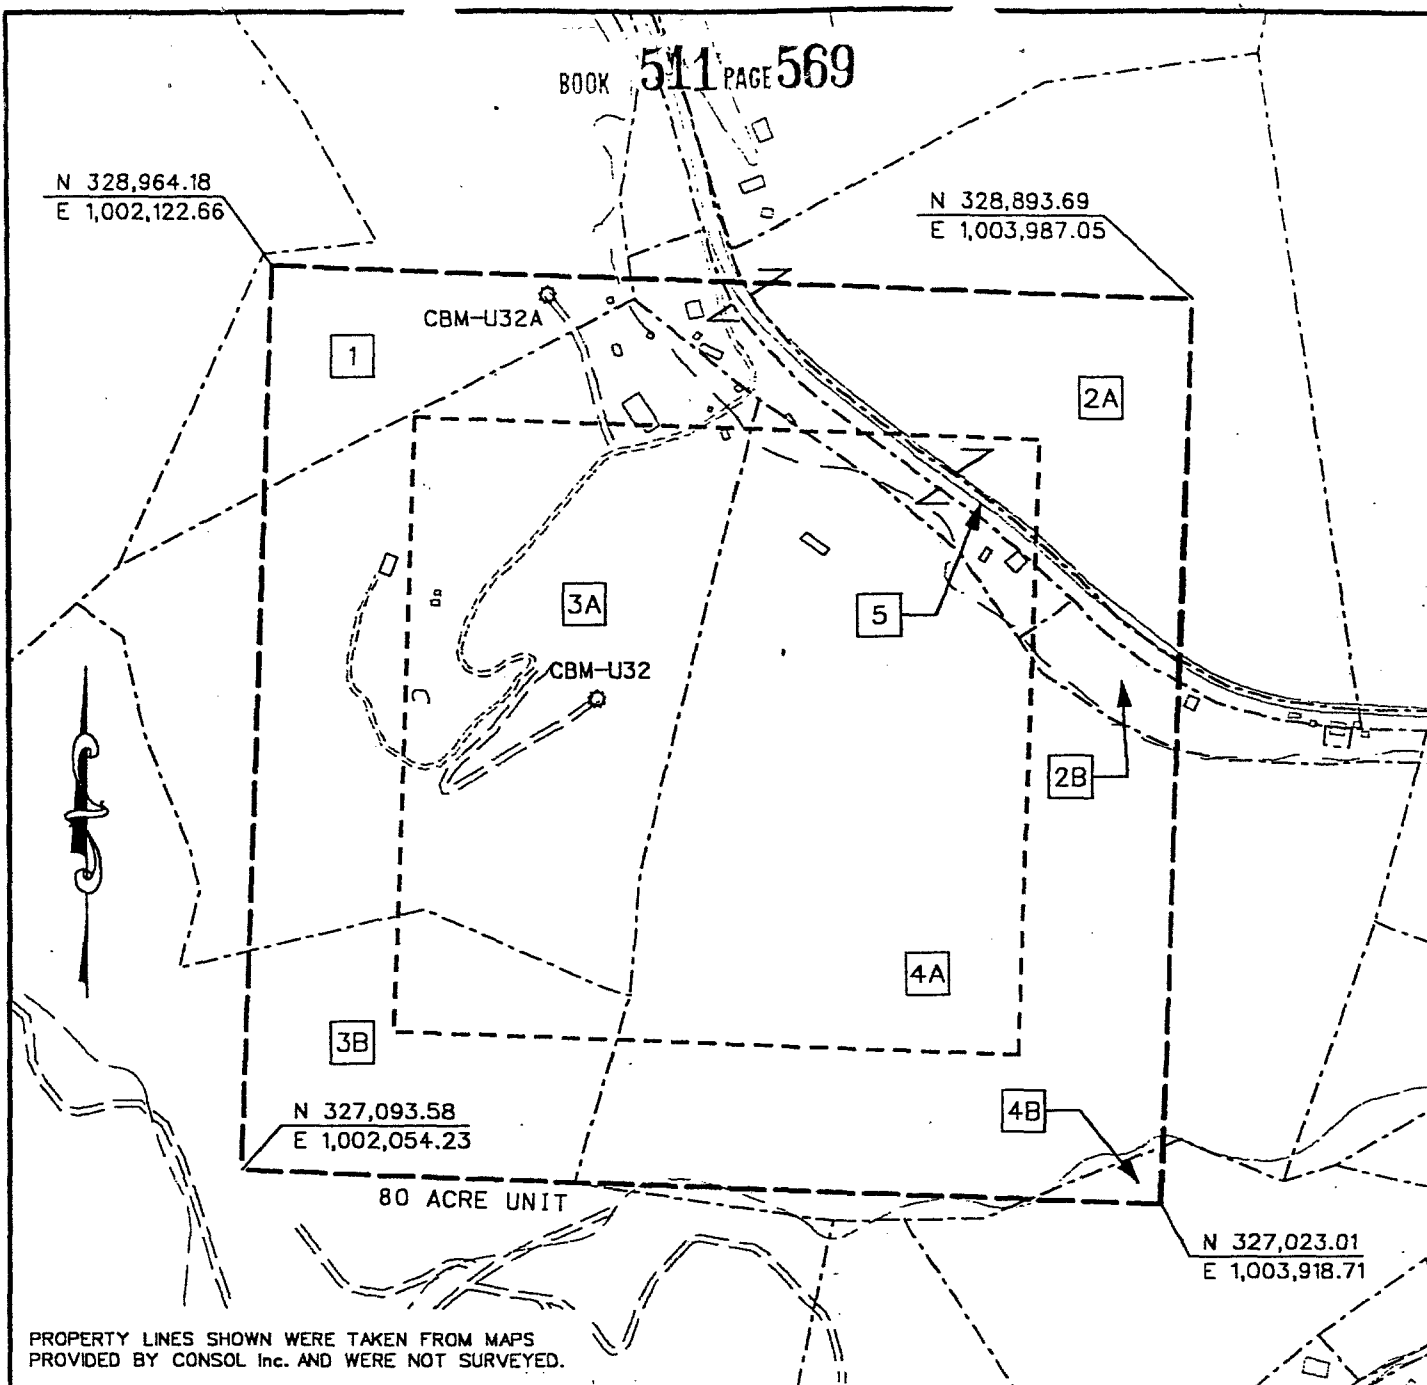 BOOK 511 PAGE 569
N 328,964.18
E 1,002,122.66
N 328,893.69
E 1,003,987.05
CBM-U32A
1
2A
3A
5
CBM-U32
2B
4A
3B
4B
N 327,093.58
E 1,002,054.23
80 ACRE UNIT
N 327,023.01
E 1,003,918.71
PROPERTY LINES SHOWN WERE TAKEN FROM MAPS
PROVIDED BY CONSOL Inc. AND WERE NOT SURVEYED.